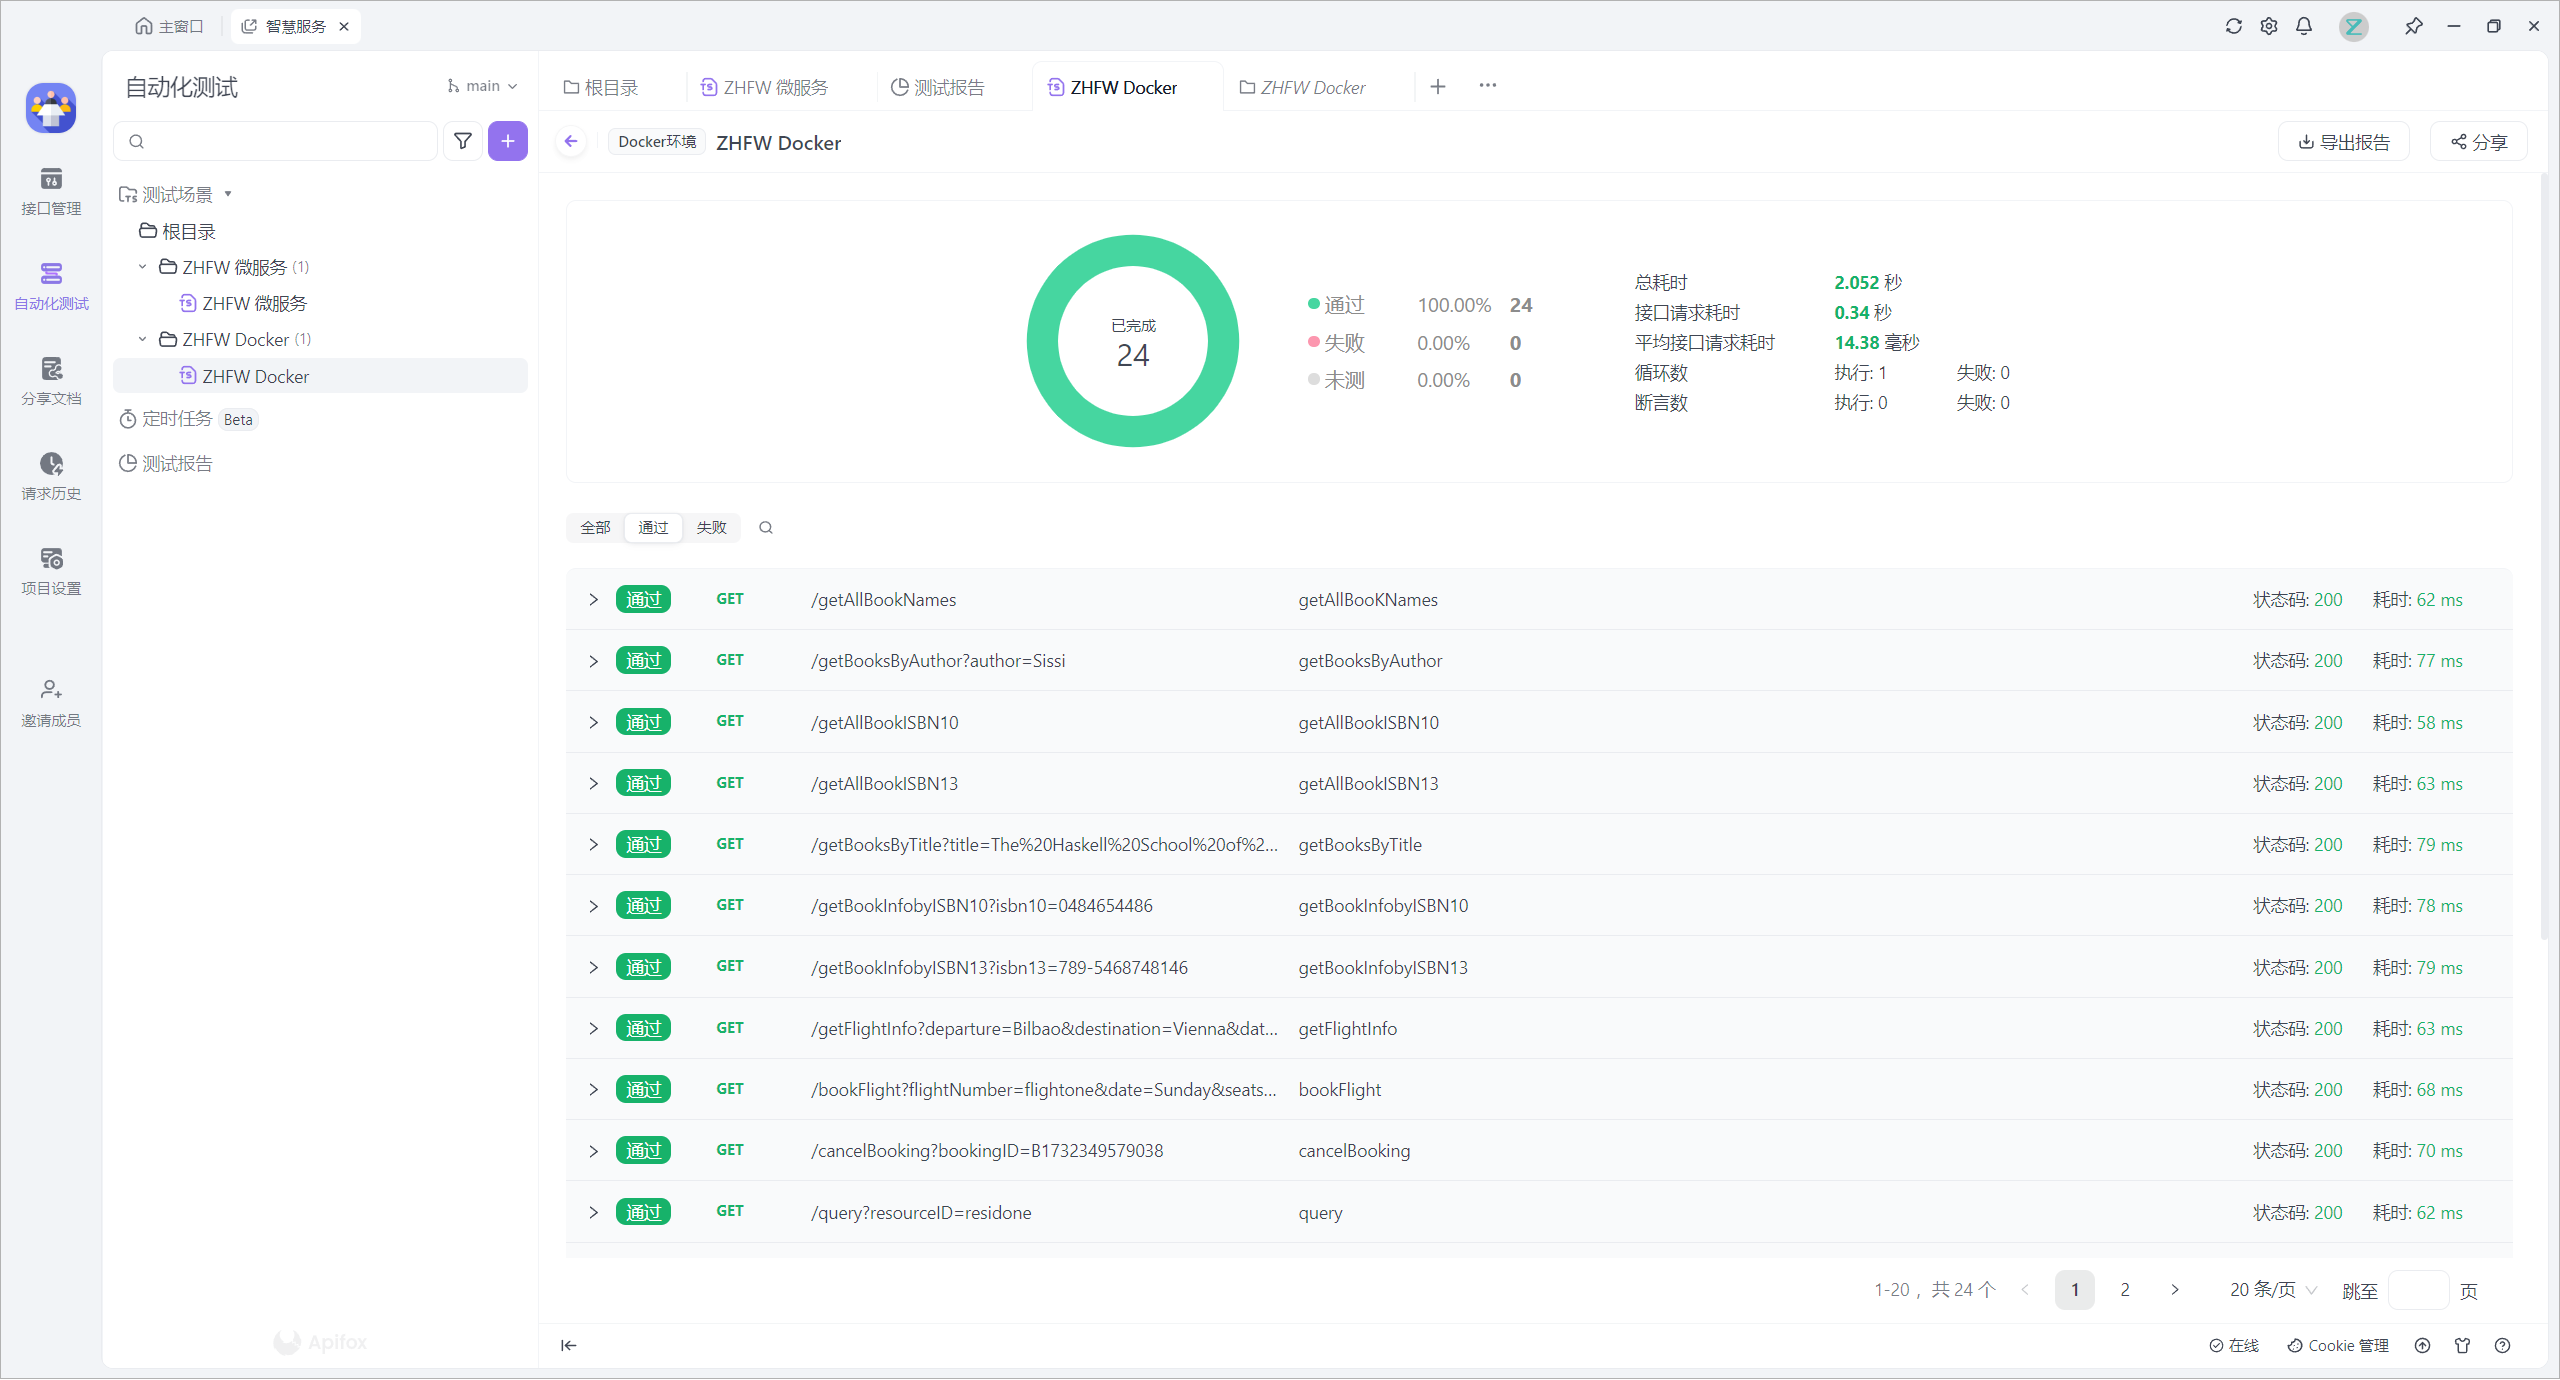 主窗口
智慧服务
自动化测试
main
接口管理
自动化测试
分享文档
请求历史
项目设置
邀请成员
测试场景
根目录
ZHFW 微服务 (1)
ZHFW 微服务
ZHFW Docker (1)
ZHFW Docker
定时任务 Beta
测试报告
Apifox
根目录
ZHFW 微服务
测试报告
ZHFW Docker
ZHFW Docker
Docker环境 ZHFW Docker
导出报告
分享
已完成
24
通过 100.00% 24
失败 0.00% 0
未测 0.00% 0
总耗时 2.052 秒
接口请求耗时 0.34 秒
平均接口请求耗时 14.38 毫秒
循环数 执行: 1 失败: 0
断言数 执行: 0 失败: 0
全部 通过 失败
通过 GET /getAllBookNames getAllBooKNames 状态码: 200 耗时: 62 ms
通过 GET /getBooksByAuthor?author=Sissi getBooksByAuthor 状态码: 200 耗时: 77 ms
通过 GET /getAllBookISBN10 getAllBookISBN10 状态码: 200 耗时: 58 ms
通过 GET /getAllBookISBN13 getAllBookISBN13 状态码: 200 耗时: 63 ms
通过 GET /getBooksByTitle?title=The%20Haskell%20School%20of%2... getBooksByTitle 状态码: 200 耗时: 79 ms
通过 GET /getBookInfobyISBN10?isbn10=0484654486 getBookInfobyISBN10 状态码: 200 耗时: 78 ms
通过 GET /getBookInfobyISBN13?isbn13=789-5468748146 getBookInfobyISBN13 状态码: 200 耗时: 79 ms
通过 GET /getFlightInfo?departure=Bilbao&destination=Vienna&dat... getFlightInfo 状态码: 200 耗时: 63 ms
通过 GET /bookFlight?flightNumber=flightone&date=Sunday&seats... bookFlight 状态码: 200 耗时: 68 ms
通过 GET /cancelBooking?bookingID=B1732349579038 cancelBooking 状态码: 200 耗时: 70 ms
通过 GET /query?resourceID=residone query 状态码: 200 耗时: 62 ms
1-20 , 共 24 个 1 2 20 条/页 跳至 页
在线 Cookie 管理